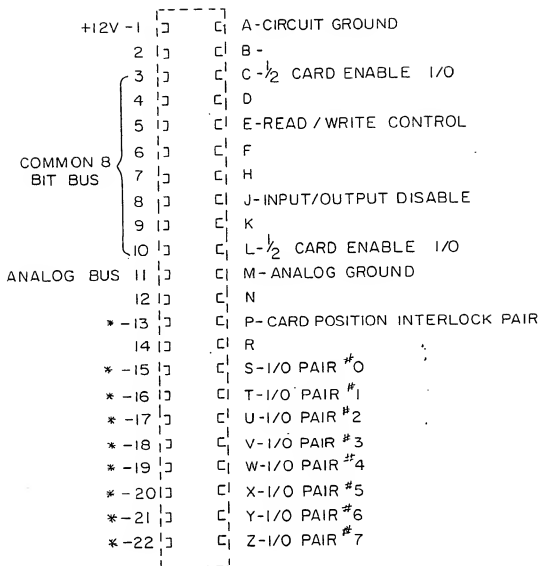 +12V -1 A-CIRCUIT GROUND
2 B -
3 C-½ CARD ENABLE I/O
4 D
5 E-READ / WRITE CONTROL
6 F
COMMON 8
BIT BUS
7 H
8 J-INPUT/OUTPUT DISABLE
9 K
10 L-½ CARD ENABLE I/O
ANALOG BUS 11 M-ANALOG GROUND
12 N
* -13 P-CARD POSITION INTERLOCK PAIR
14 R
* -15 S-I/O PAIR #0
* -16 T-I/O PAIR #1
* -17 U-I/O PAIR #2
* -18 V-I/O PAIR #3
* -19 W-I/O PAIR #4
* -20 X-I/O PAIR #5
* -21 Y-I/O PAIR #6
* -22 Z-I/O PAIR #7